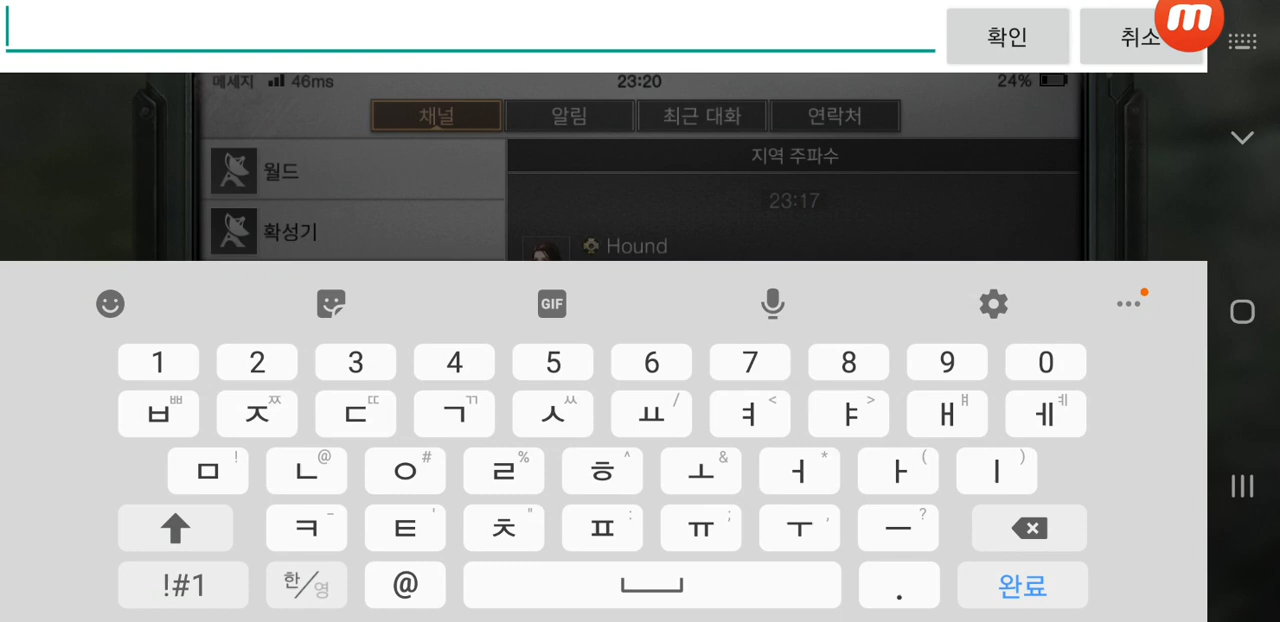 확인 취소 m
메세지 46ms 23:20 24%
채널 알림 최근 대화 연락처
월드 지역 주파수
23:17
확성기 Hound
GIF
1 2 3 4 5 6 7 8 9 0
ㅂ ㅃ ㅈ ㅉ ㄷ ㄸ ㄱ ㄲ ㅅ ㅆ ㅛ / ㅕ < ㅑ > ㅐ ㅒ ㅔ ㅖ
ㅁ ! ㄴ @ ㅇ # ㄹ % ㅎ ^ ㅗ & ㅓ * ㅏ ( ㅣ )
ㅋ - ㅌ ' ㅊ " ㅍ : ㅠ ; ㅜ , ㅡ ?
!#1 한/영 @ . 완료